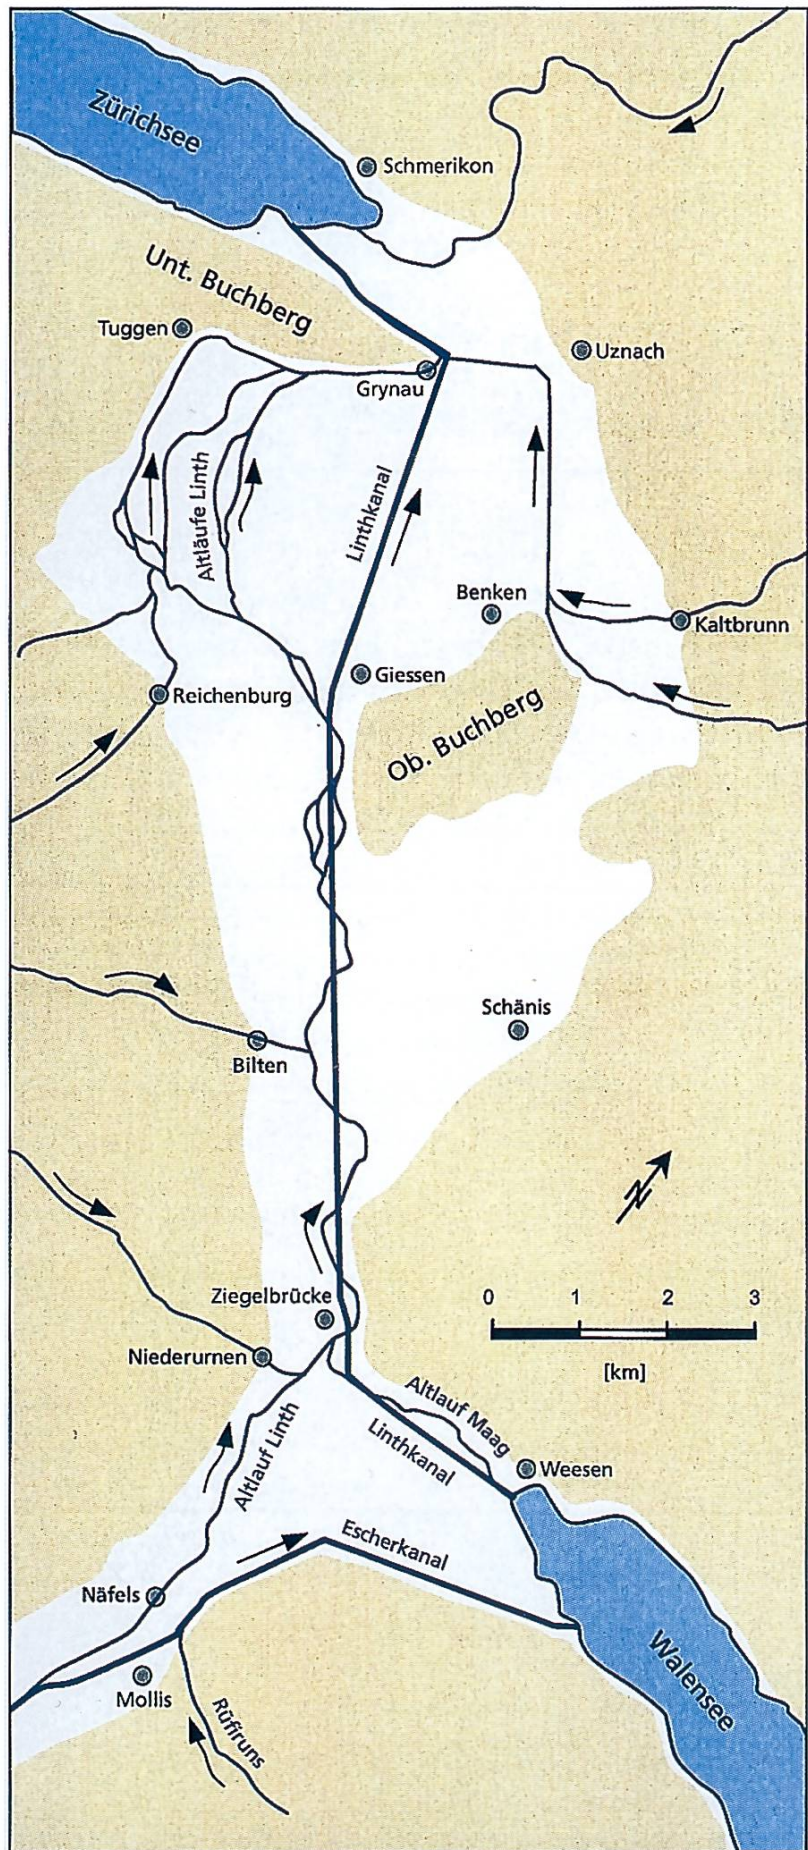 Zürichsee
Schmerikon
Unt. Buchberg
Tuggen
Uznach
Grynau
Linthkanal
Altläufe Linth
Benken
Kaltbrunn
Giessen
Reichenburg
Ob. Buchberg
Schänis
Bilten
N
Ziegelbrücke
0 1 2 3
[km]
Niederurnen
Altlauf Maag
Linthkanal
Altlauf Linth
Weesen
Escherkanal
Näfels
Walensee
Mollis
Rüfiruns